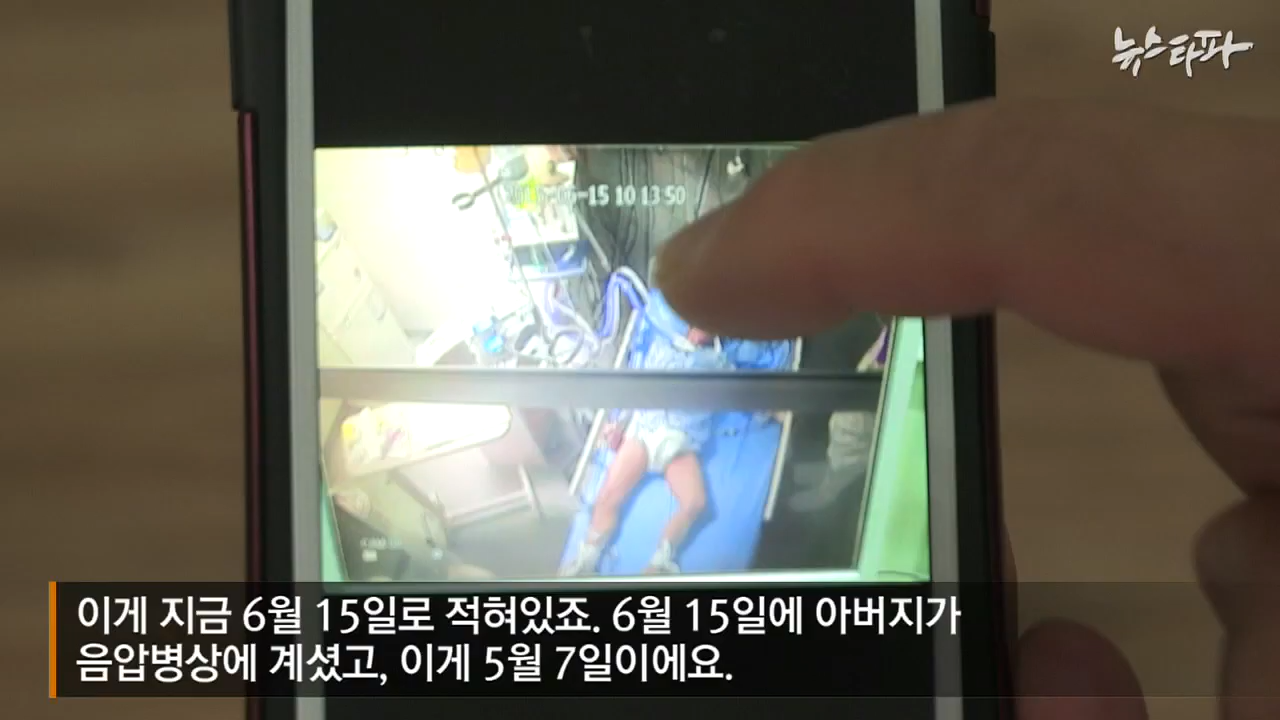 뉴스타파
-15 10 13:50
이게 지금 6월 15일로 적혀있죠. 6월 15일에 아버지가
음압병상에 계셨고, 이게 5월 7일이에요.